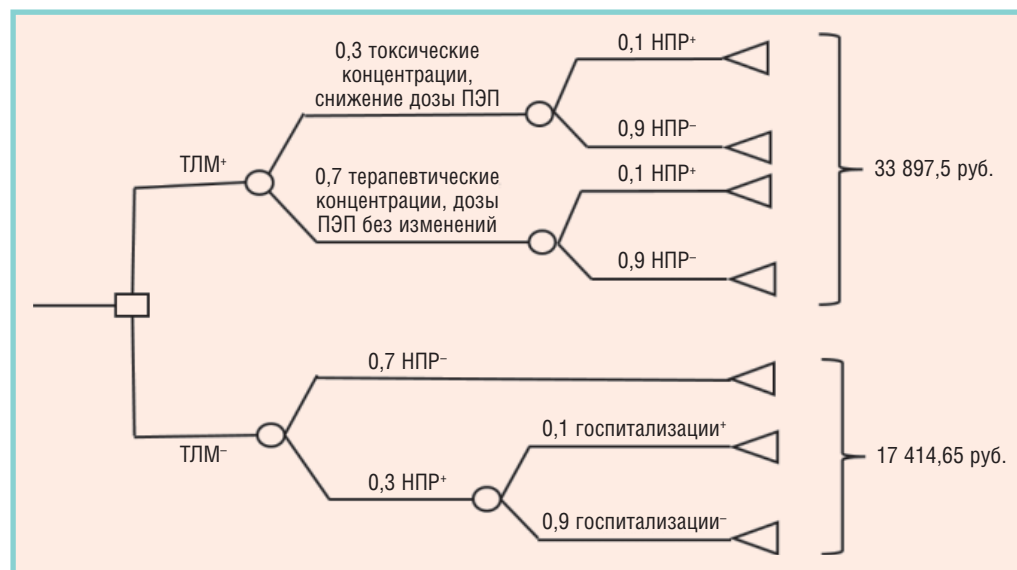 0,3 токсические
концентрации,
снижение дозы ПЭП
0,1 НПР⁺
0,9 НПР⁻
ТЛМ⁺
0,7 терапевтические
концентрации, дозы
ПЭП без изменений
0,1 НПР⁺
0,9 НПР⁻
33 897,5 руб.
0,7 НПР⁻
ТЛМ⁻
0,3 НПР⁺
0,1 госпитализации⁺
0,9 госпитализации⁻
17 414,65 руб.